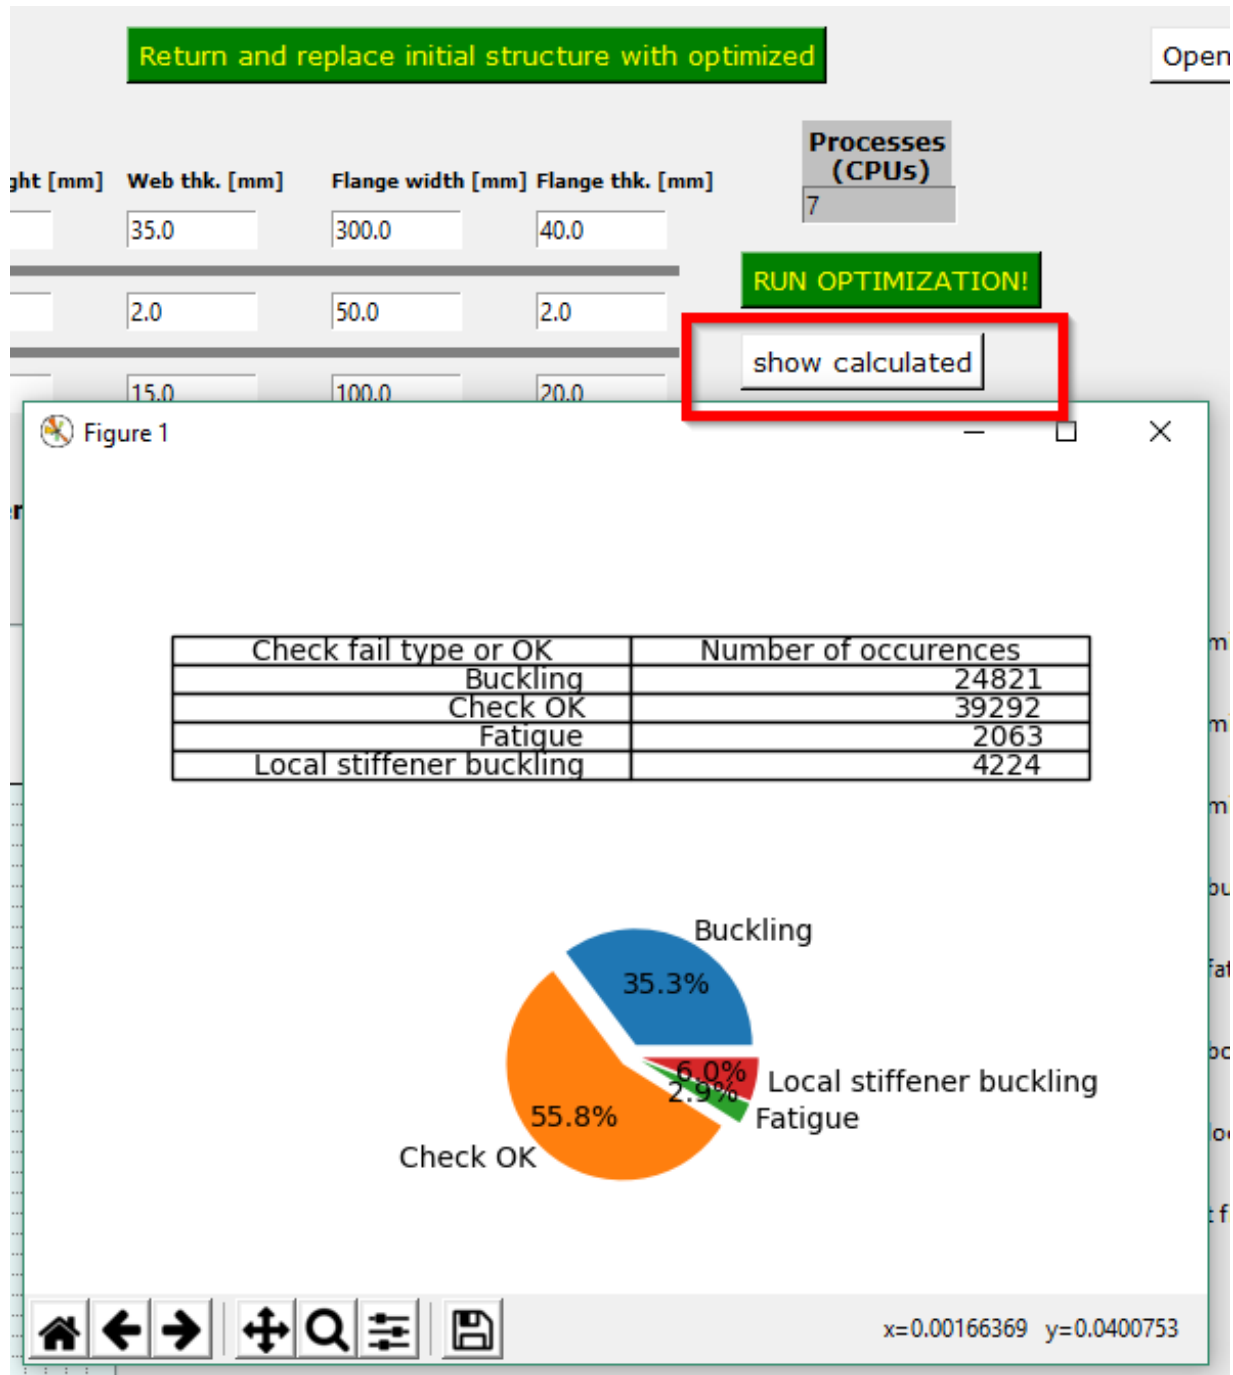 Return and replace initial structure with optimized
Open
Processes
(CPUs)
7
[mm] Web thk. [mm] Flange width [mm] Flange thk. [mm]
35.0 300.0 40.0
RUN OPTIMIZATION!
2.0 50.0 2.0
show calculated
15.0 100.0 20.0
Figure 1
Check fail type or OK Number of occurences
Buckling 24821
Check OK 39292
Fatigue 2063
Local stiffener buckling 4224
Buckling
35.3%
6.0%
Local stiffener buckling
2.9%
Fatigue
55.8%
Check OK
x=0.00166369 y=0.0400753